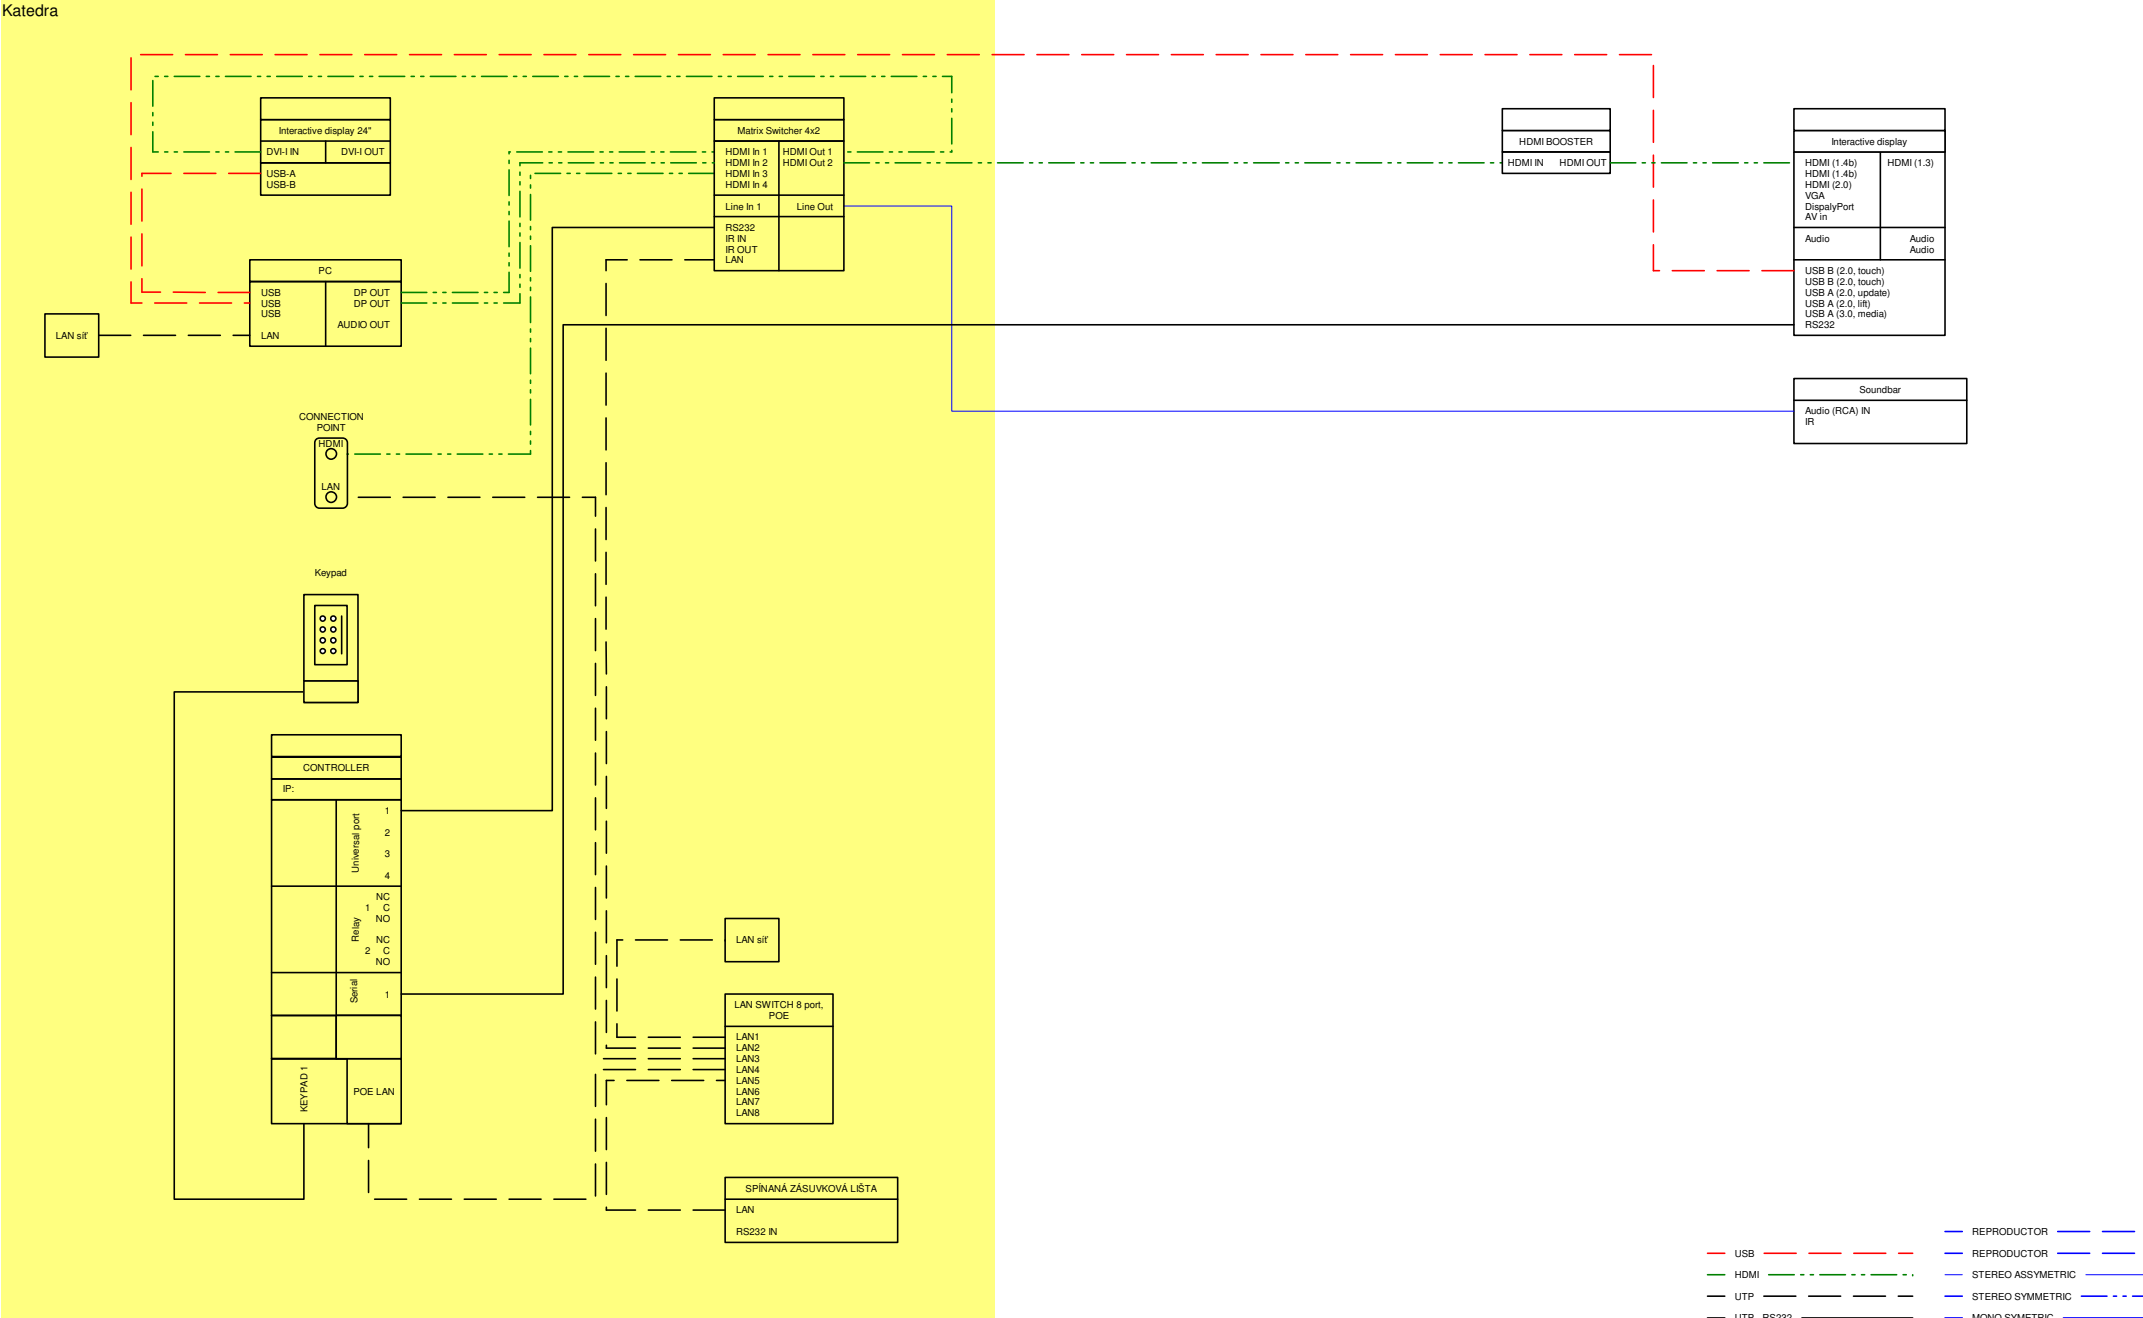 Katedra
Interactive display 24"
DVI-I IN
DVI-I OUT
USB-A
USB-B
Matrix Switcher 4x2
HDMI In 1
HDMI In 2
HDMI In 3
HDMI In 4
HDMI Out 1
HDMI Out 2
Line In 1
Line Out
RS232
IR IN
IR OUT
LAN
HDMI BOOSTER
HDMI IN
HDMI OUT
Interactive display
HDMI (1.4b)
HDMI (1.4b)
HDMI (2.0)
VGA
DispalyPort
AV in
HDMI (1.3)
Audio
Audio
Audio
USB B (2.0, touch)
USB B (2.0, touch)
USB A (2.0, update)
USB A (2.0, lift)
USB A (3.0, media)
RS232
PC
USB
USB
USB
LAN
DP OUT
DP OUT
AUDIO OUT
LAN síť
Soundbar
Audio (RCA) IN
IR
CONNECTION
POINT
HDMI
LAN
Keypad
CONTROLLER
IP:
Universal port
1
2
3
4
Relay
NC
1 C
NO
NC
2 C
NO
Serial
1
KEYPAD 1
POE LAN
LAN síť
LAN SWITCH 8 port,
POE
LAN1
LAN2
LAN3
LAN4
LAN5
LAN6
LAN7
LAN8
SPÍNANÁ ZÁSUVKOVÁ LIŠTA
LAN
RS232 IN
USB
HDMI
UTP
UTP RS232
REPRODUCTOR
REPRODUCTOR
STEREO ASSYMETRIC
STEREO SYMMETRIC
MONO SYMETRIC